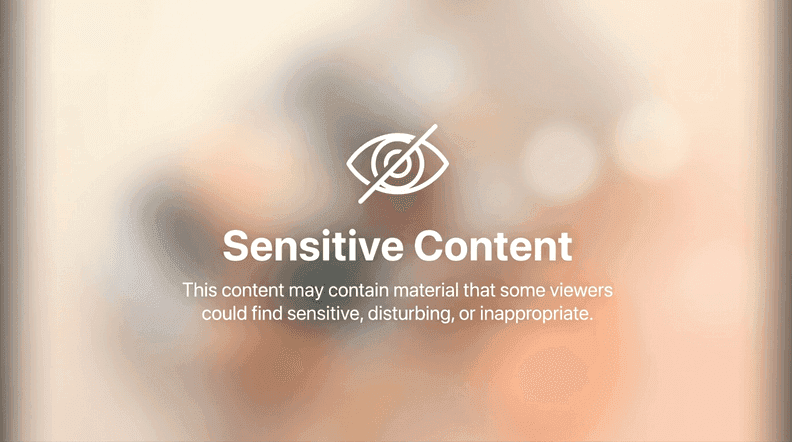 Sensitive Content
This content may contain material that some viewers
could find sensitive, disturbing, or inappropriate.